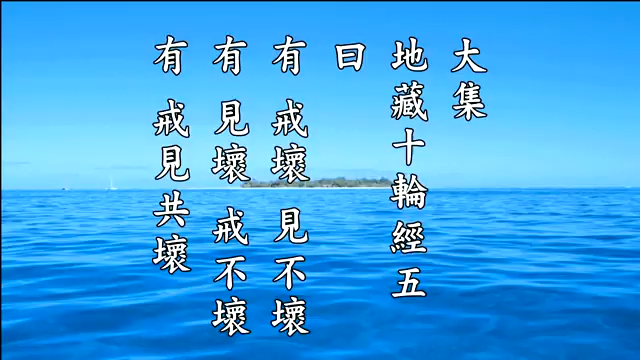 大集
地藏十輪經五
曰
有 戒壞 見不壞
有 見壞 戒不壞
有 戒見共壞